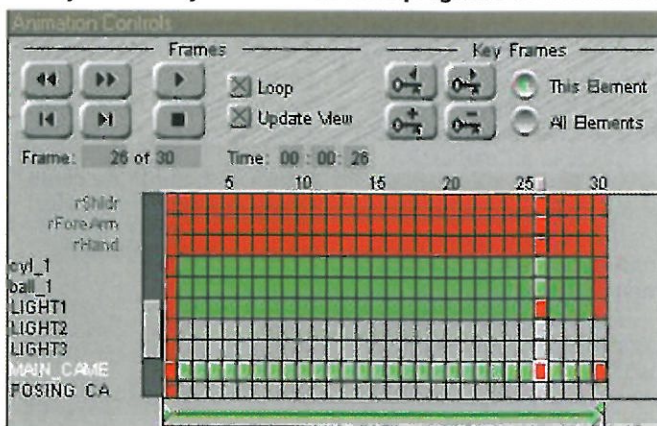 Animation Controls
Frames
Key Frames
Loop
This Element
Update View
All Elements
Frame: 26 of 30
Time: 00 : 00: 26
5 10 15 20 25 30
rShldr
rForeArm
rHand
cyl_1
ball_1
LIGHT1
LIGHT2
LIGHT3
MAIN_CAME
POSING CA